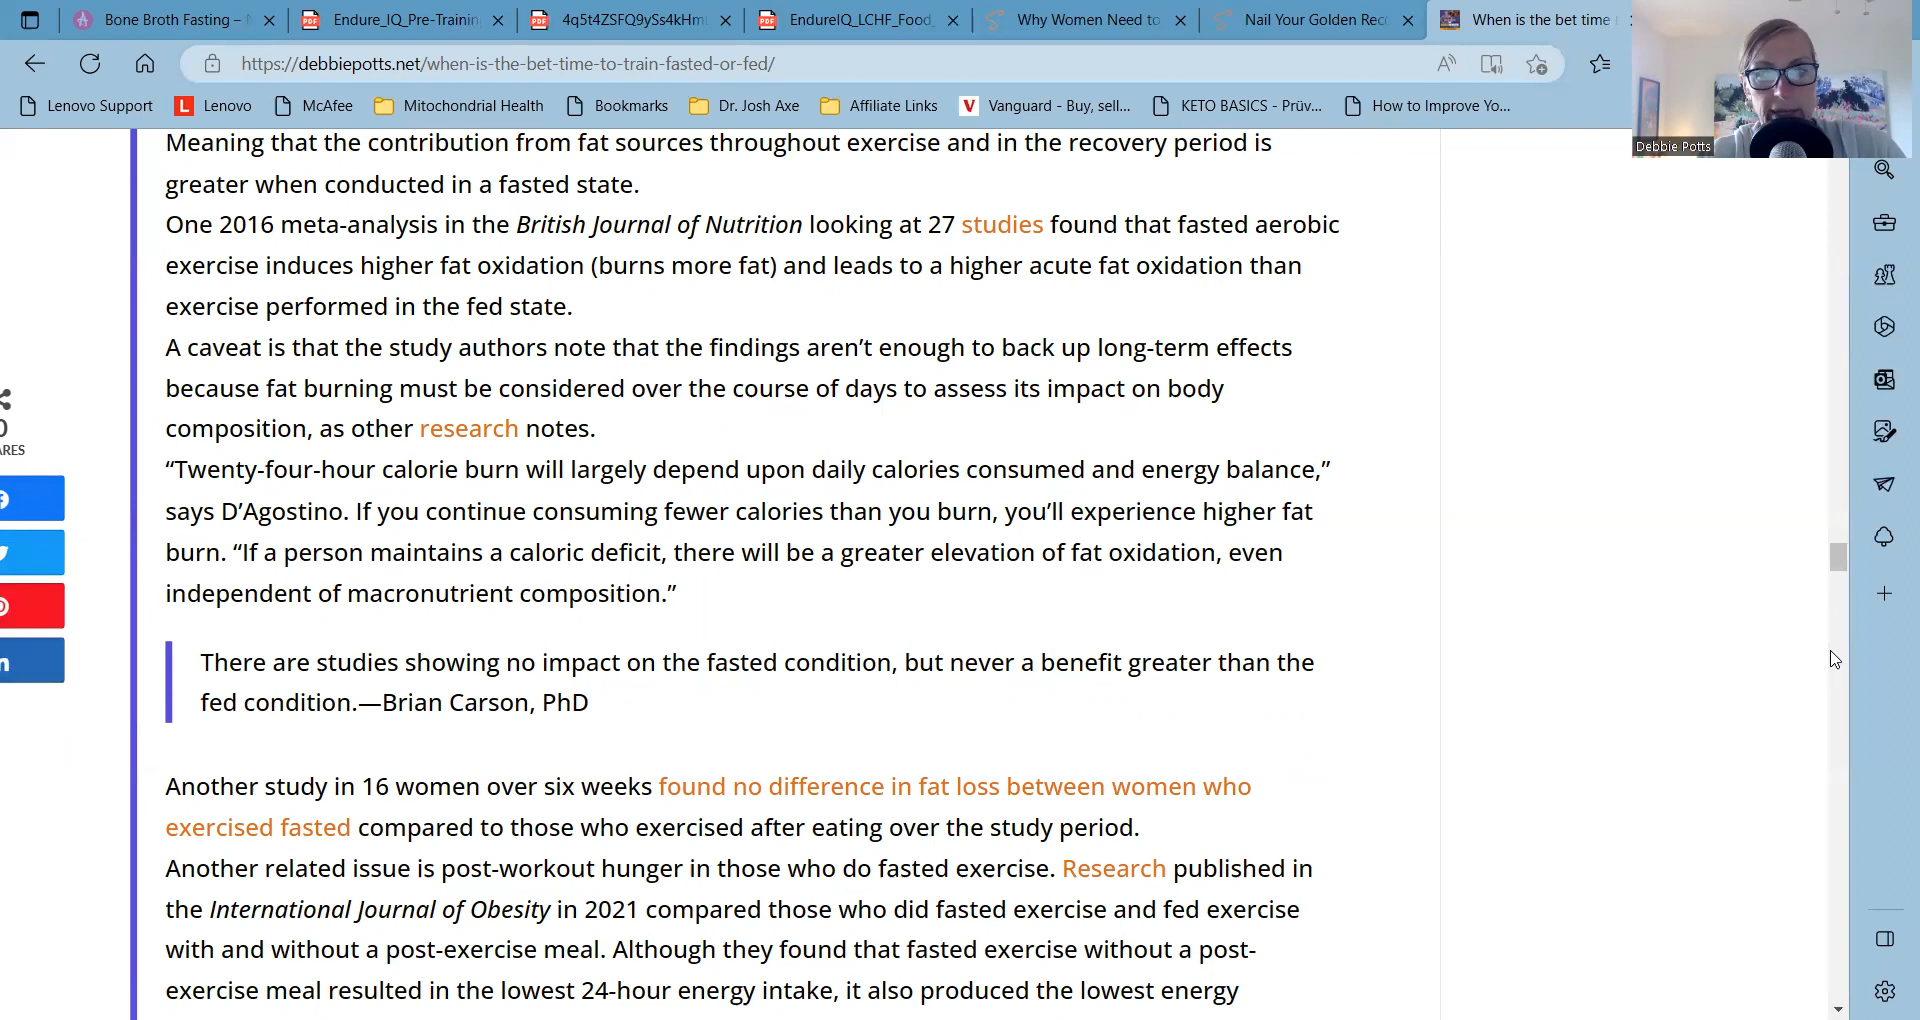 Bone Broth Fasting –
Endure_IQ_Pre-Training
4q5t4ZSFQ9ySs4kHm
EndureIQ_LCHF_Food_
Why Women Need to
Nail Your Golden Rec
When is the bet time
https://debbiepotts.net/when-is-the-bet-time-to-train-fasted-or-fed/
Lenovo Support
Lenovo
McAfee
Mitochondrial Health
Bookmarks
Dr. Josh Axe
Affiliate Links
Vanguard - Buy, sell...
KETO BASICS - Prüv...
How to Improve Yo...
Debbie Potts
Meaning that the contribution from fat sources throughout exercise and in the recovery period is
greater when conducted in a fasted state.
One 2016 meta-analysis in the British Journal of Nutrition looking at 27 studies found that fasted aerobic
exercise induces higher fat oxidation (burns more fat) and leads to a higher acute fat oxidation than
exercise performed in the fed state.
A caveat is that the study authors note that the findings aren’t enough to back up long-term effects
because fat burning must be considered over the course of days to assess its impact on body
composition, as other research notes.
“Twenty-four-hour calorie burn will largely depend upon daily calories consumed and energy balance,”
says D’Agostino. If you continue consuming fewer calories than you burn, you’ll experience higher fat
burn. “If a person maintains a caloric deficit, there will be a greater elevation of fat oxidation, even
independent of macronutrient composition.”
There are studies showing no impact on the fasted condition, but never a benefit greater than the
fed condition.—Brian Carson, PhD
Another study in 16 women over six weeks found no difference in fat loss between women who
exercised fasted compared to those who exercised after eating over the study period.
Another related issue is post-workout hunger in those who do fasted exercise. Research published in
the International Journal of Obesity in 2021 compared those who did fasted exercise and fed exercise
with and without a post-exercise meal. Although they found that fasted exercise without a post-
exercise meal resulted in the lowest 24-hour energy intake, it also produced the lowest energy